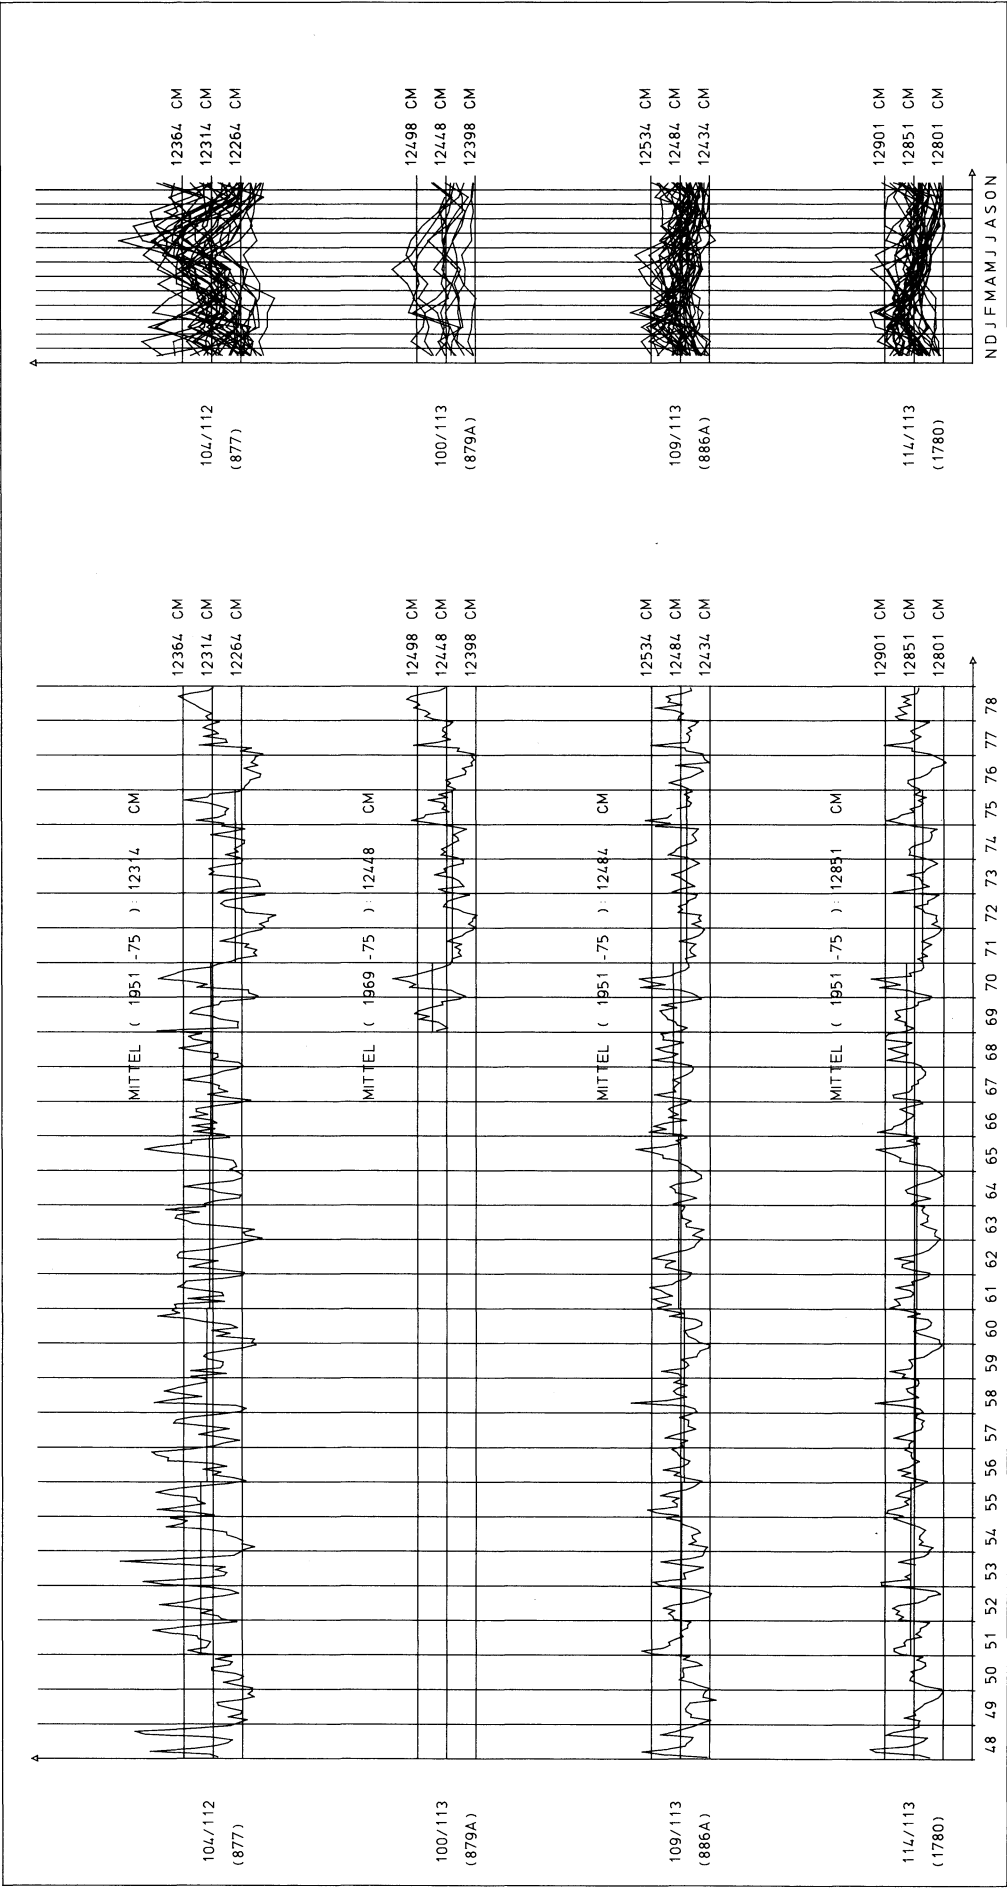 MITTEL ( 1951 -75 ) : 12314 CM
104/112 12364 CM 104/112 12364 CM
(877) 12314 CM (877) 12314 CM
12264 CM 12264 CM
MITTEL ( 1969 -75 ) : 12448 CM
100/113 12498 CM 100/113 12498 CM
(879A) 12448 CM (879A) 12448 CM
12398 CM 12398 CM
MITTEL ( 1951 -75 ) : 12484 CM
109/113 12534 CM 109/113 12534 CM
(886A) 12484 CM (886A) 12484 CM
12434 CM 12434 CM
MITTEL ( 1951 -75 ) : 12851 CM
114/113 12901 CM 114/113 12901 CM
(1780) 12851 CM (1780) 12851 CM
12801 CM 12801 CM
48 49 50 51 52 53 54 55 56 57 58 59 60 61 62 63 64 65 66 67 68 69 70 71 72 73 74 75 76 77 78 N D J F M A M J J A S O N